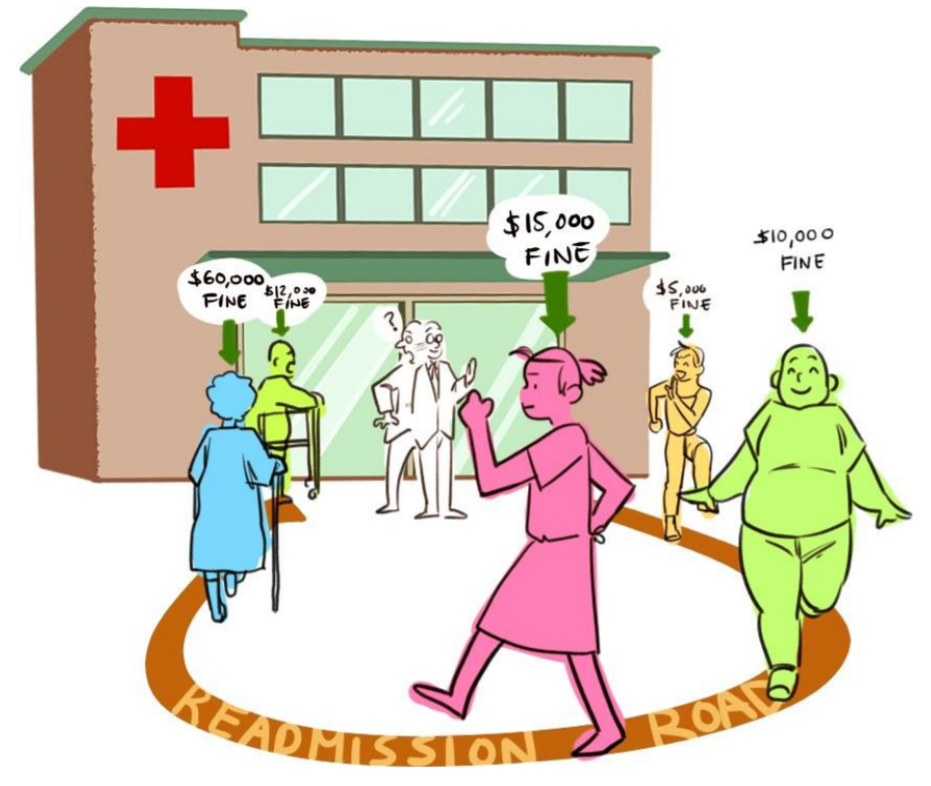 $15,000
FINE
$10,000
FINE
$60,000
FINE
$12,000
FINE
$5,000
FINE
?
READMISSION ROAD